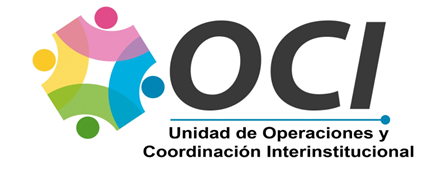 OCI
Unidad de Operaciones y
Coordinación Interinstitucional